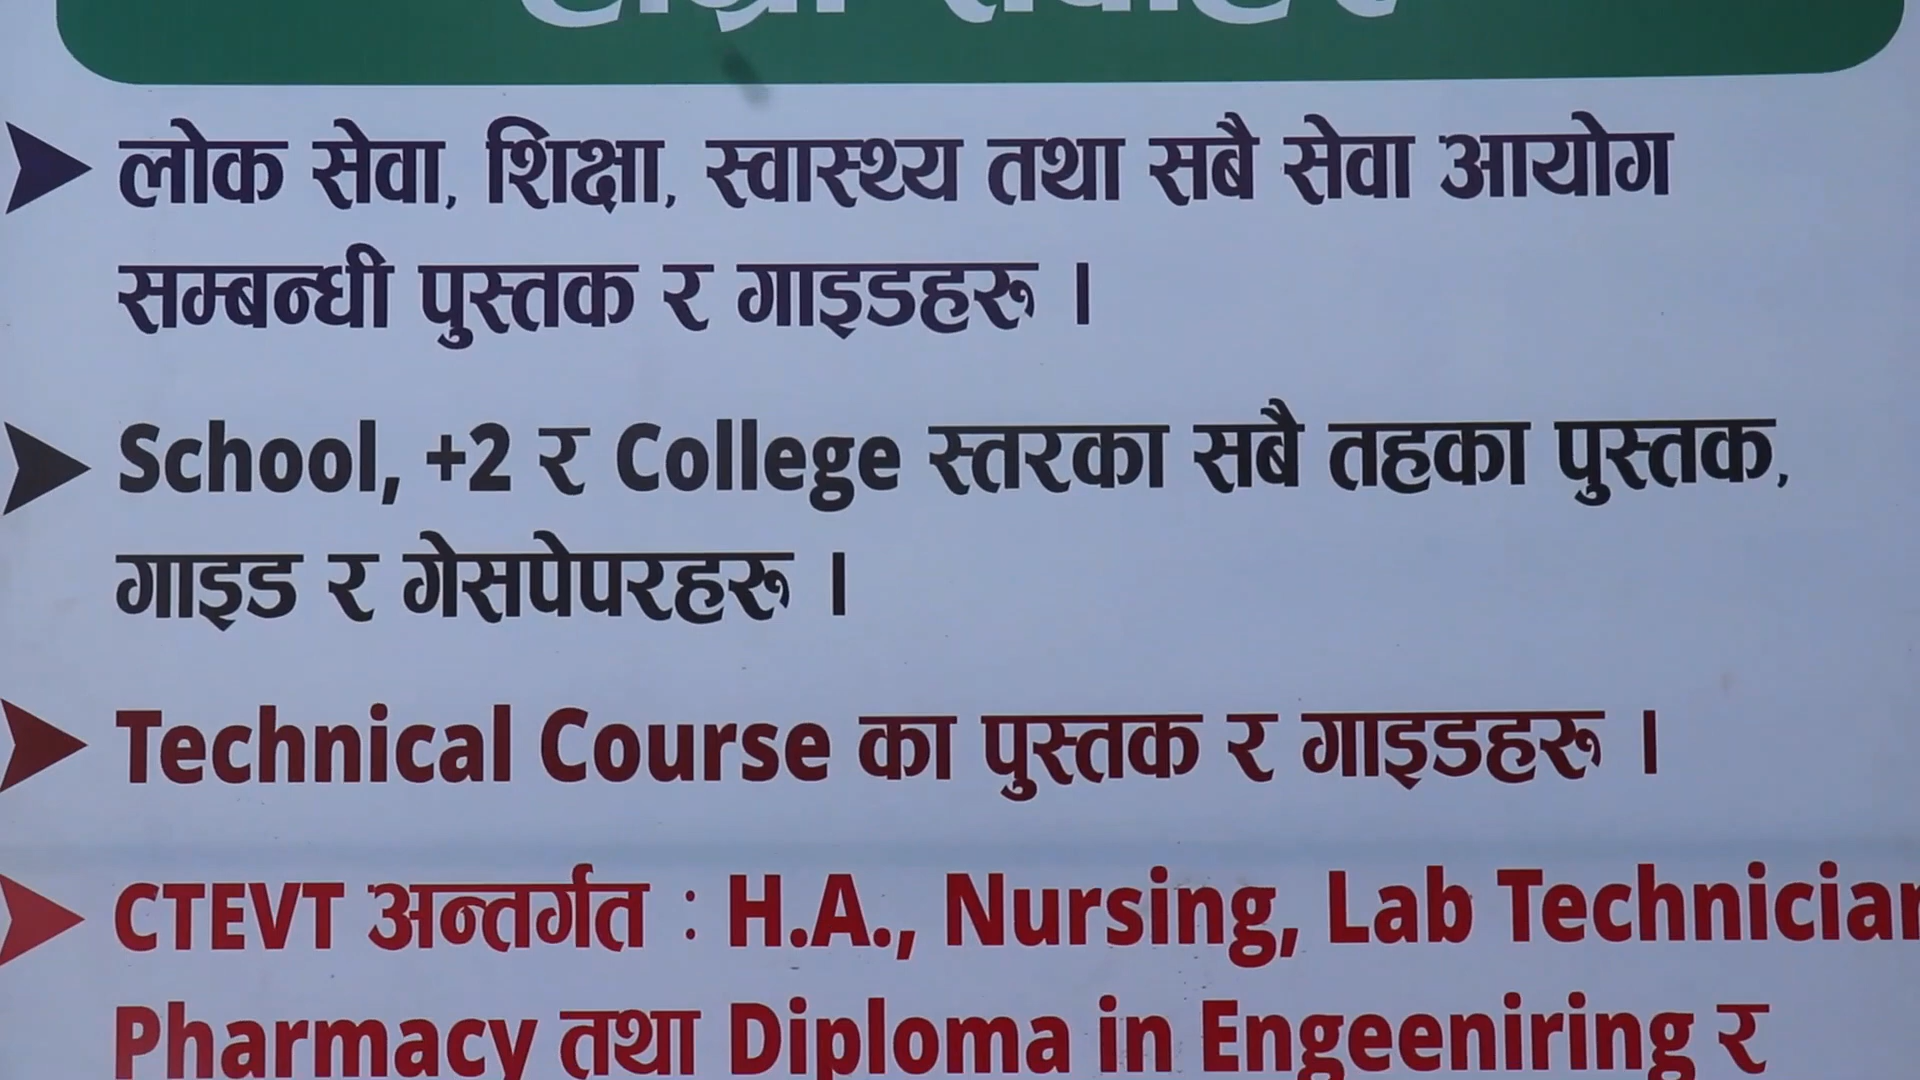 लोक सेवा, शिक्षा, स्वास्थ्य तथा सबै सेवा आयोग
सम्बन्धी पुस्तक र गाइडहरू ।
School, +2 र College स्तरका सबै तहका पुस्तक,
गाइड र गेसपेपरहरू ।
Technical Course का पुस्तक र गाइडहरू ।
CTEVT अन्तर्गत : H.A., Nursing, Lab Technician
Pharmacy तथा Diploma in Engeeniring र